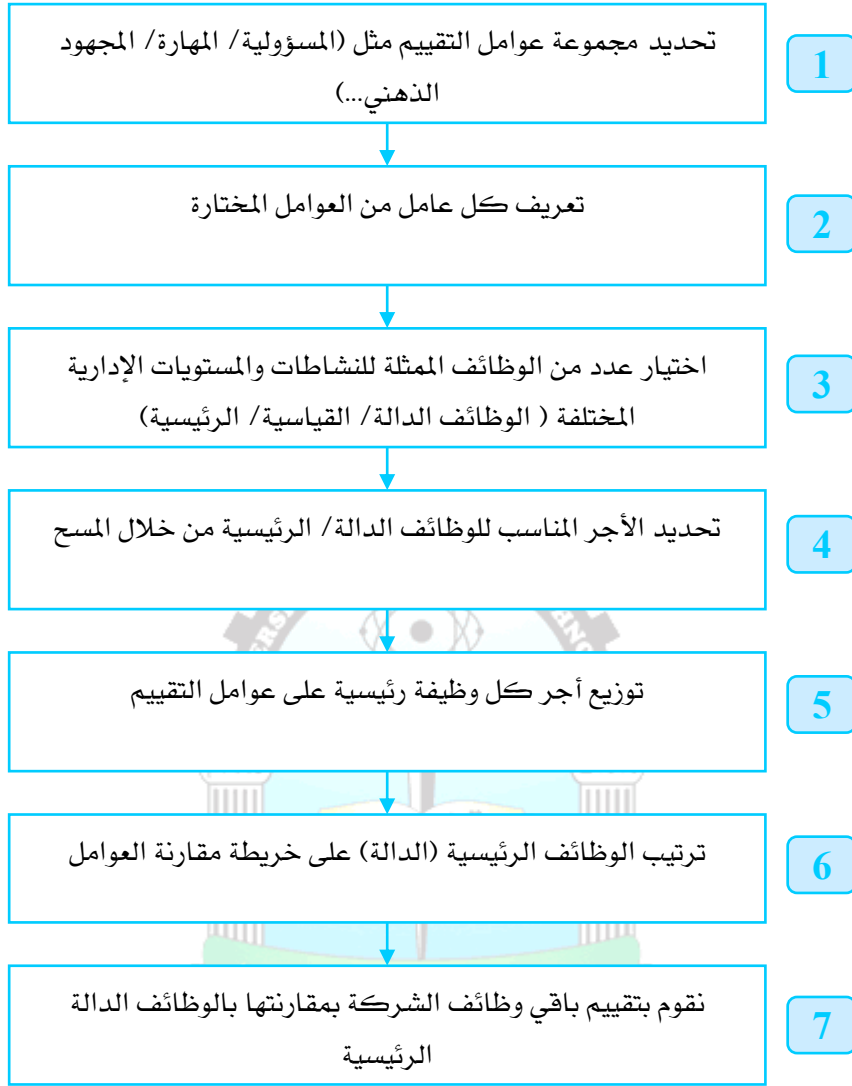 تحديد مجموعة عوامل التقييم مثل (المسؤولية/ المهارة/ المجهود
الذهني...)
1
تعريف كل عامل من العوامل المختارة
2
اختيار عدد من الوظائف الممثلة للنشاطات والمستويات الإدارية
المختلفة ( الوظائف الدالة/ القياسية/ الرئيسية)
3
تحديد الأجر المناسب للوظائف الدالة/ الرئيسية من خلال المسح
4
توزيع أجر كل وظيفة رئيسية على عوامل التقييم
5
ترتيب الوظائف الرئيسية (الدالة) على خريطة مقارنة العوامل
6
نقوم بتقييم باقي وظائف الشركة بمقارنتها بالوظائف الدالة
الرئيسية
7